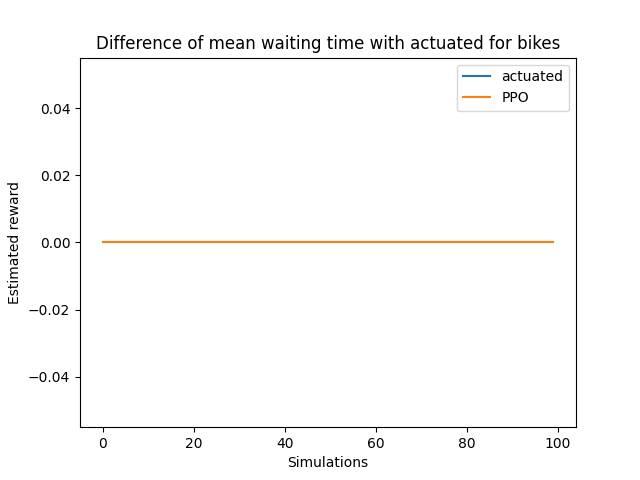 Difference of mean waiting time with actuated for bikes
actuated
PPO
0.04
0.02
0.00
−0.02
−0.04
Estimated reward
0 20 40 60 80 100
Simulations